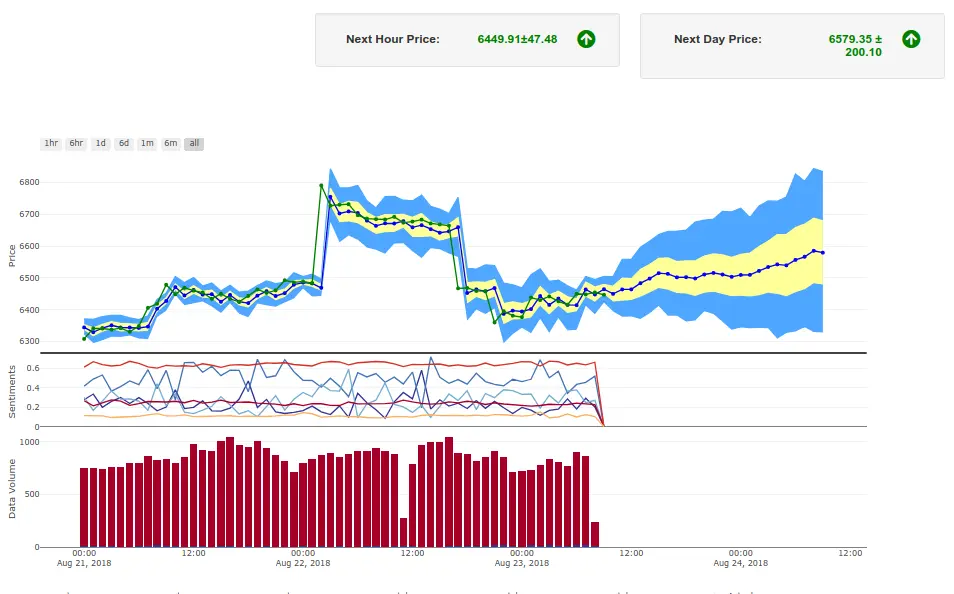 Next Hour Price: 6449.91±47.48
Next Day Price: 6579.35 ±
200.10
1hr 6hr 1d 6d 1m 6m all
6800
6700
6600
6500
6400
6300
Price
0.6
0.4
0.2
0
Sentiments
1000
500
0
Data Volume
00:00 12:00 00:00 12:00 00:00 12:00 00:00 12:00
Aug 21, 2018 Aug 22, 2018 Aug 23, 2018 Aug 24, 2018